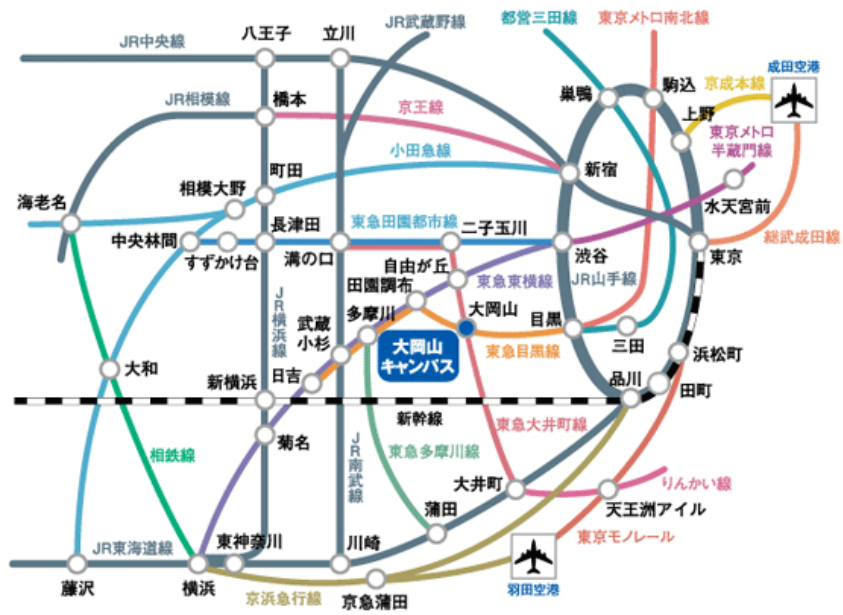 都営三田線
東京メトロ南北線
JR武蔵野線
八王子
立川
JR中央線
成田空港
巣鴨
駒込
京成本線
JR相模線
橋本
京王線
上野
東京メトロ
半蔵門線
小田急線
町田
新宿
相模大野
海老名
水天宮前
長津田
東急田園都市線
二子玉川
中央林間
すずかけ台
溝の口
渋谷
東京
総武成田線
自由が丘
東急東横線
JR山手線
田園調布
JR横浜線
多摩川
大岡山
目黒
武蔵
小杉
大岡山
キャンパス
東急目黒線
三田
浜松町
大和
新横浜
日吉
品川
田町
新幹線
菊名
東急大井町線
相鉄線
JR南武線
東急多摩川線
大井町
りんかい線
蒲田
天王洲アイル
東京モノレール
JR東海道線
東神奈川
川崎
藤沢
横浜
京浜急行線
京急蒲田
羽田空港